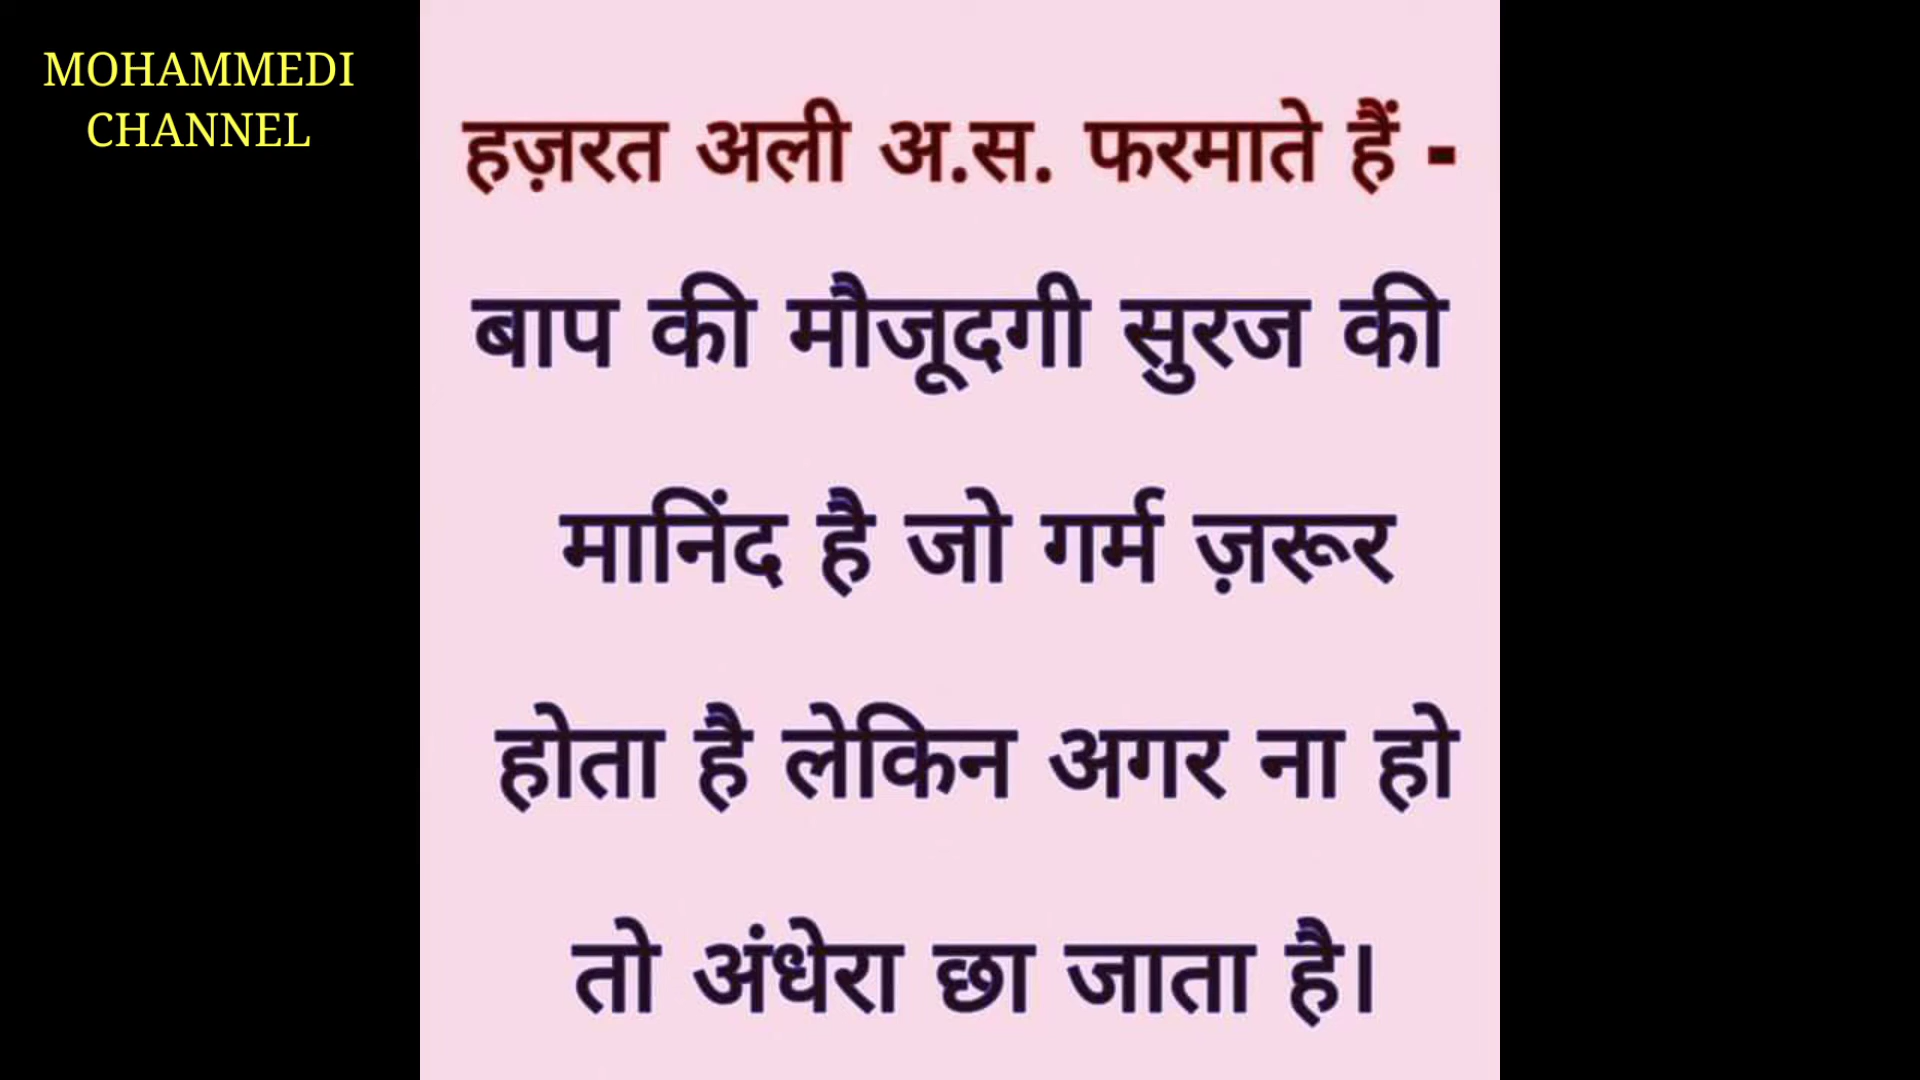 MOHAMMEDI
CHANNEL
हज़रत अली अ.स. फरमाते हैं -
बाप की मौजूदगी सुरज की
मानिंद है जो गर्म ज़रूर
होता है लेकिन अगर ना हो
तो अंधेरा छा जाता है।